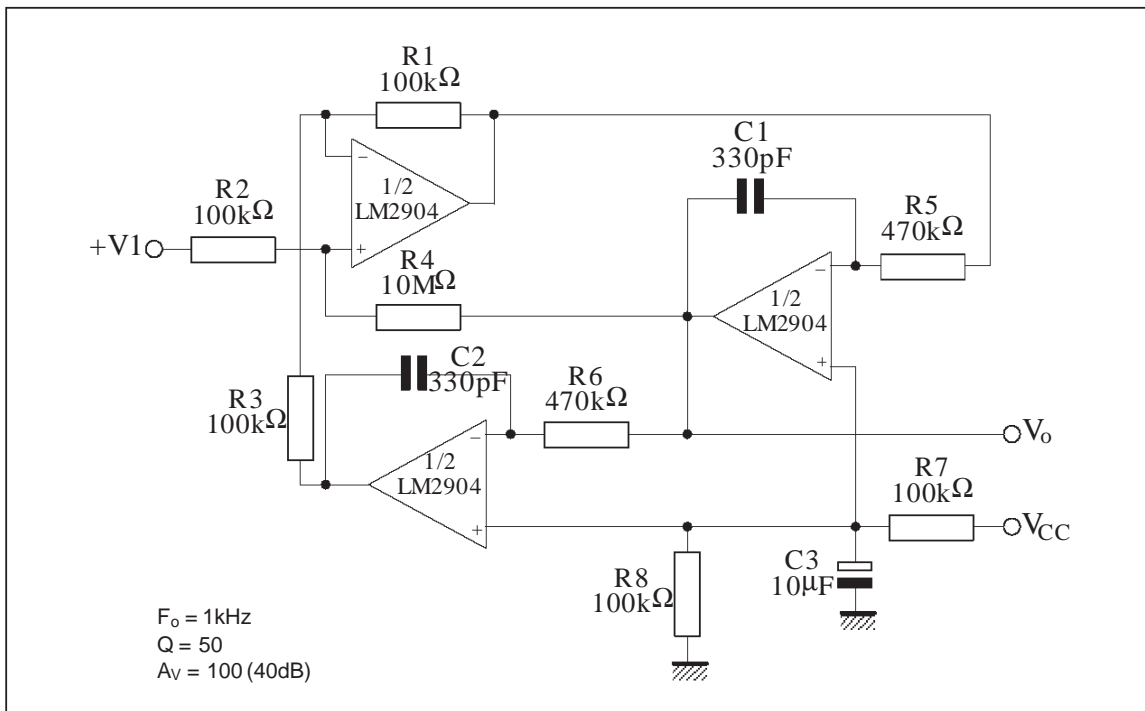 R1
100kΩ
C1
330pF
R2
100kΩ
-
1/2
LM2904
+
+V1
R5
470kΩ
R4
10MΩ
-
1/2
LM2904
+
C2
330pF
R6
470kΩ
R3
100kΩ
-
1/2
LM2904
+
Vo
R7
100kΩ
VCC
R8
100kΩ
C3
10µF
Fo = 1kHz
Q = 50
AV = 100 (40dB)